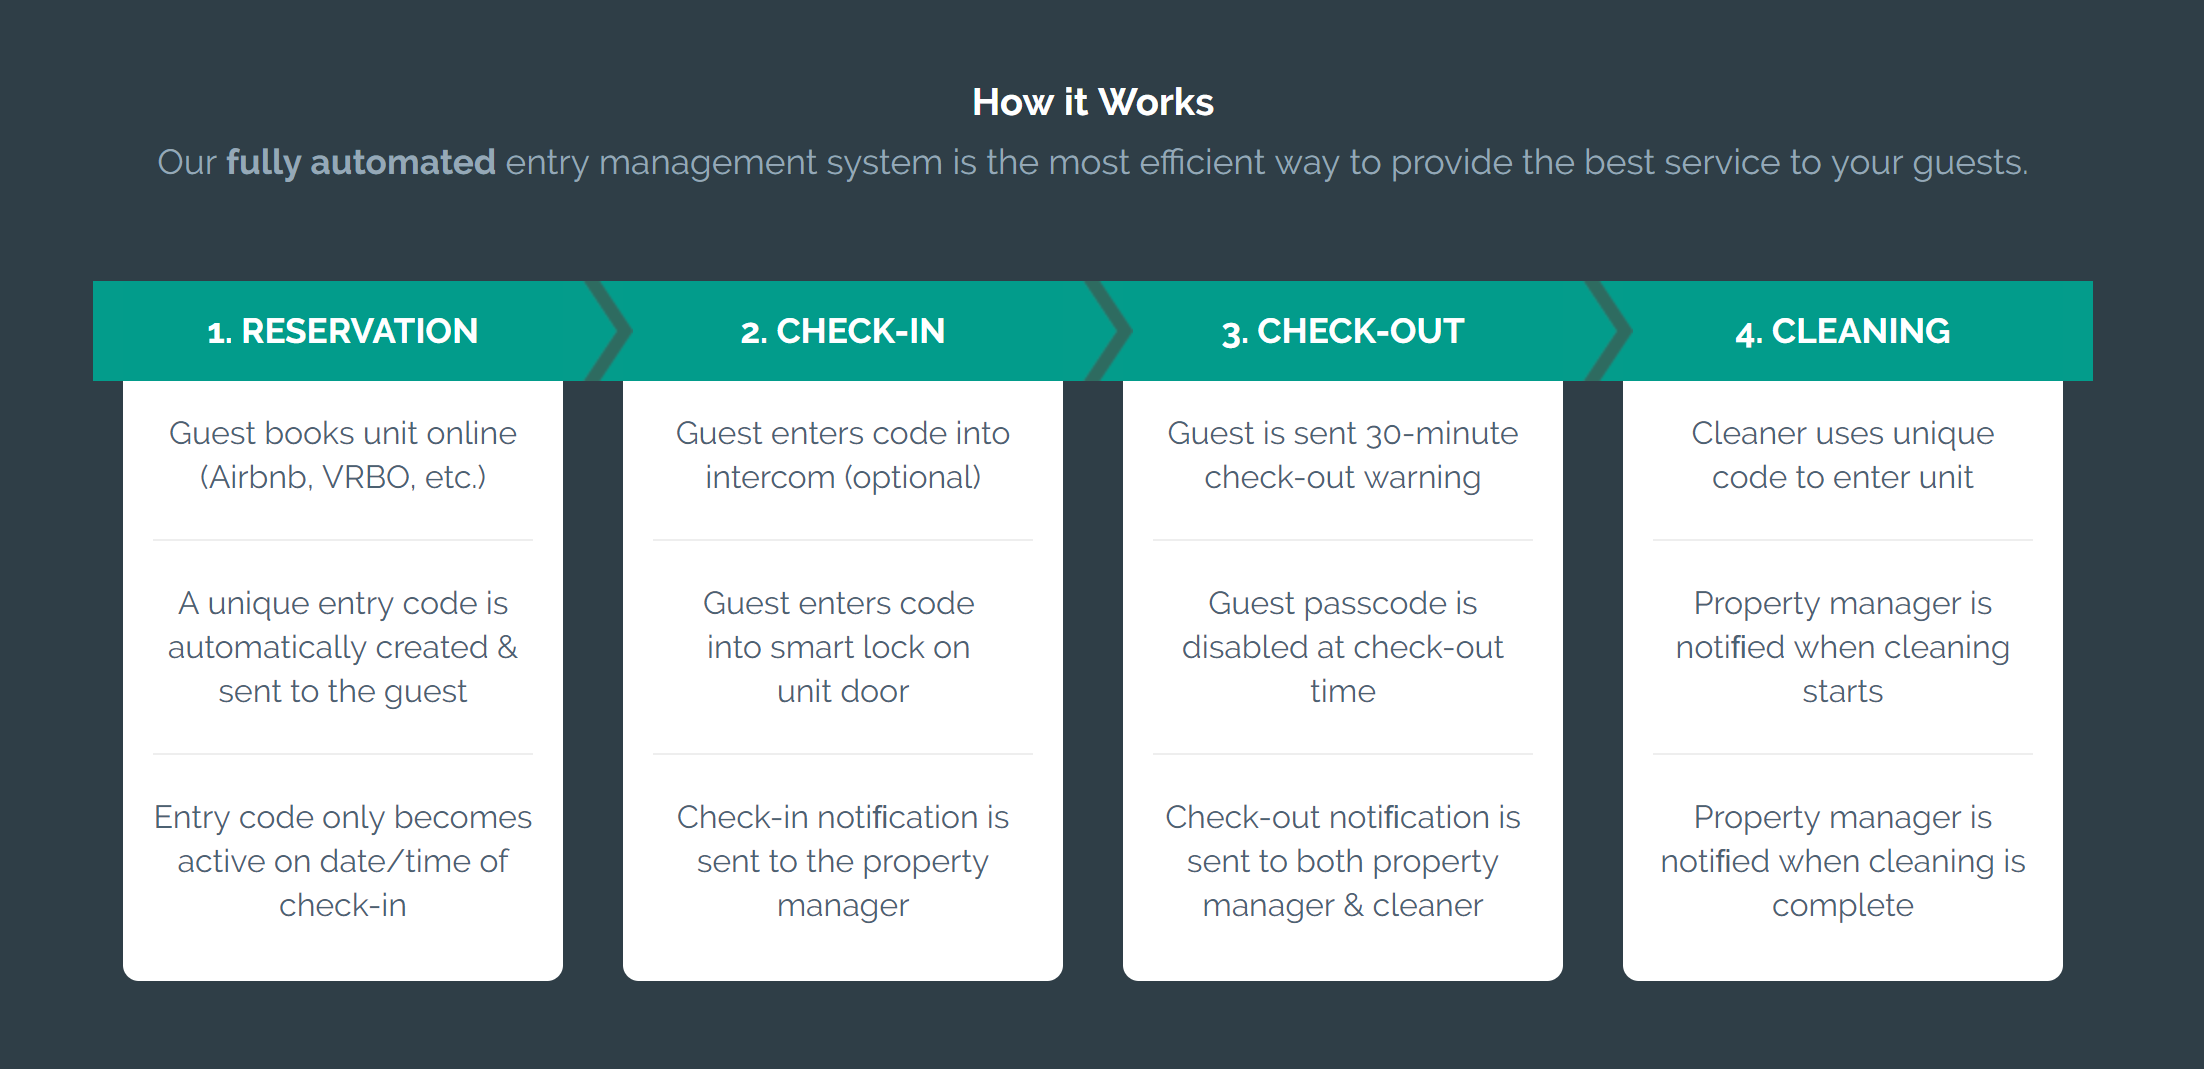 How it Works
Our fully automated entry management system is the most efficient way to provide the best service to your guests.
1. RESERVATION
Guest books unit online
(Airbnb, VRBO, etc.)
A unique entry code is
automatically created &
sent to the guest
Entry code only becomes
active on date/time of
check-in
2. CHECK-IN
Guest enters code into
intercom (optional)
Guest enters code
into smart lock on
unit door
Check-in notification is
sent to the property
manager
3. CHECK-OUT
Guest is sent 30-minute
check-out warning
Guest passcode is
disabled at check-out
time
Check-out notification is
sent to both property
manager & cleaner
4. CLEANING
Cleaner uses unique
code to enter unit
Property manager is
notified when cleaning
starts
Property manager is
notified when cleaning is
complete